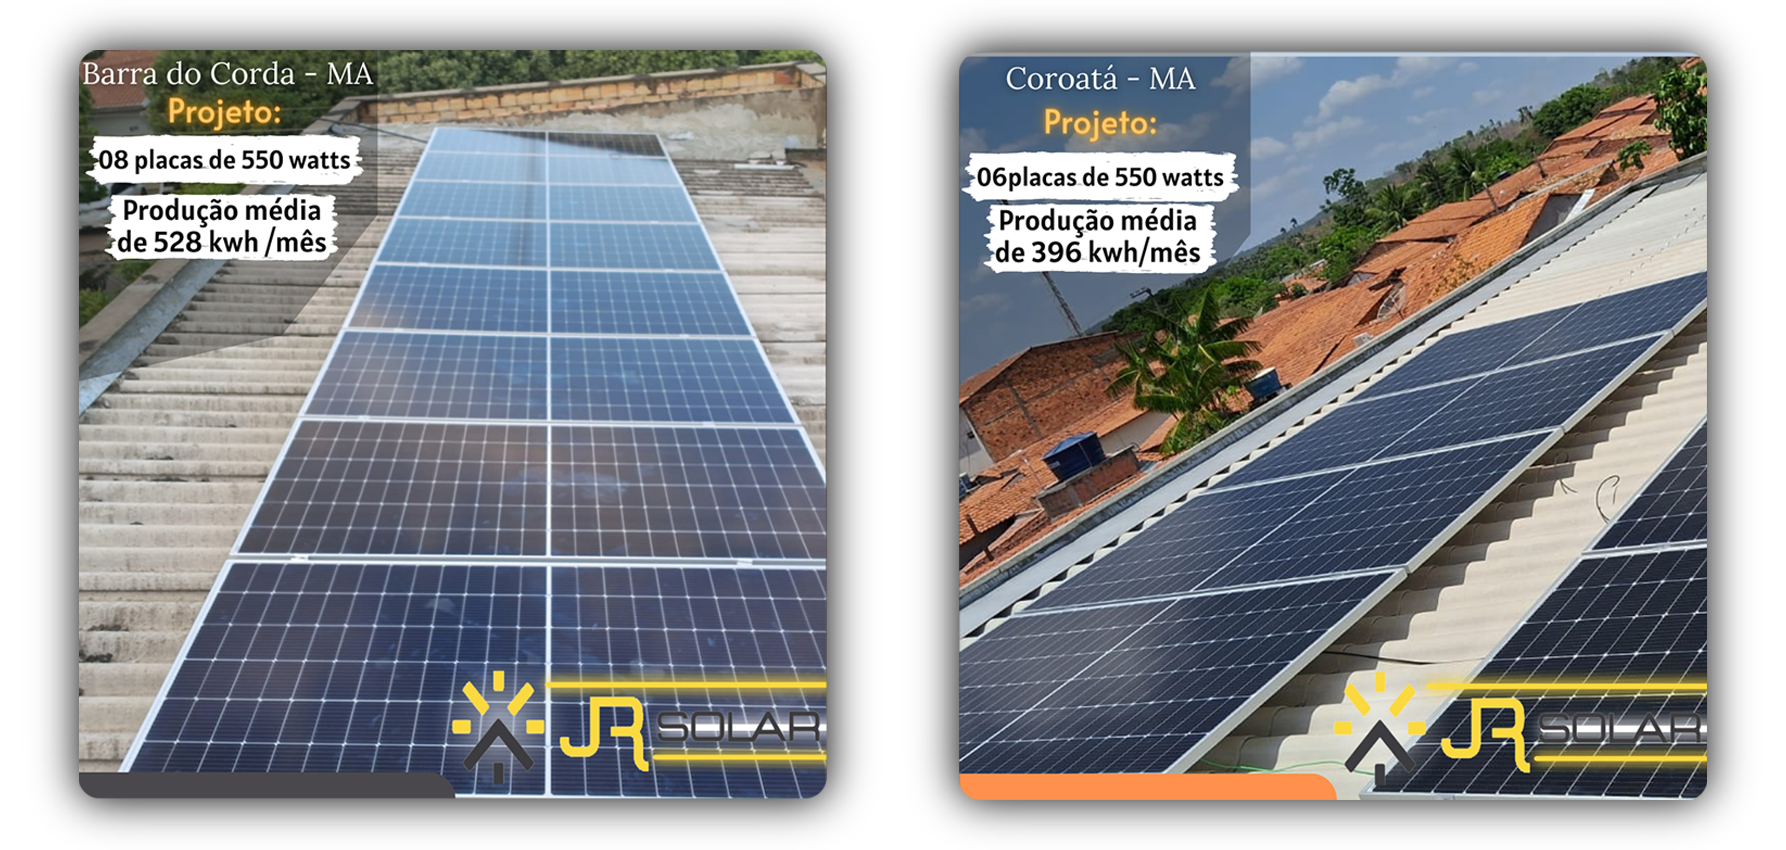 Barra do Corda - MA
Projeto:
08 placas de 550 watts
Produção média
de 528 kwh /mês
JR SOLAR
Coroatá - MA
Projeto:
06placas de 550 watts
Produção média
de 396 kwh/mês
JR SOLAR